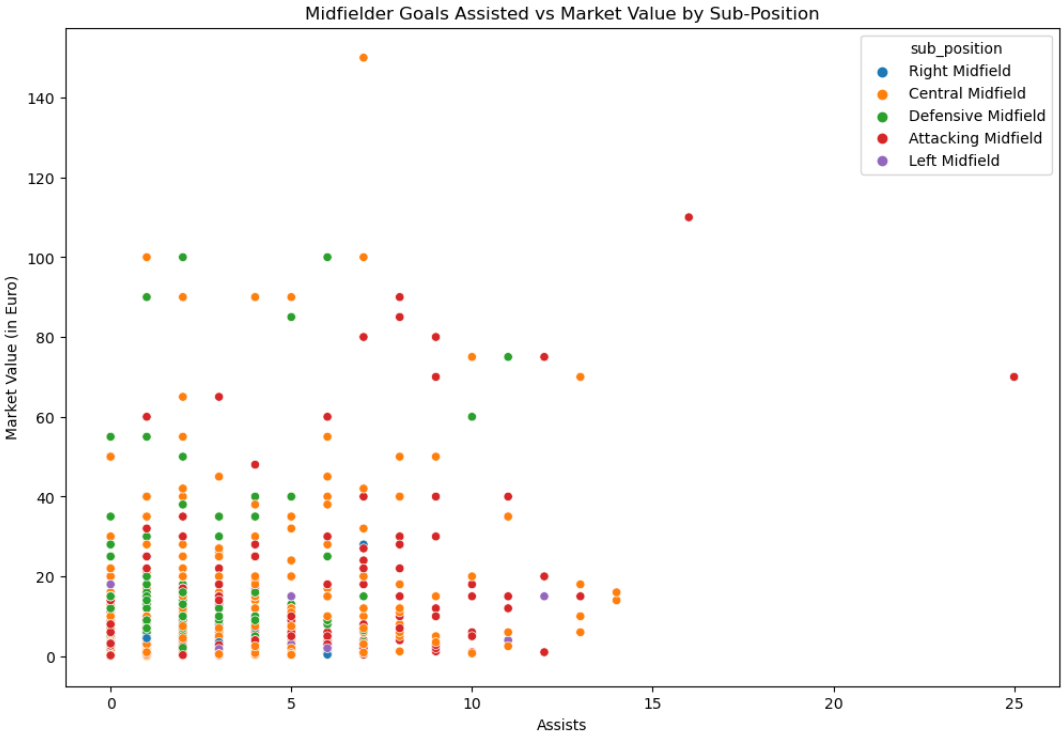 Midfielder Goals Assisted vs Market Value by Sub-Position
sub_position
Right Midfield
Central Midfield
Defensive Midfield
Attacking Midfield
Left Midfield
Market Value (in Euro)
140
120
100
80
60
40
20
0
0
5
10
15
20
25
Assists